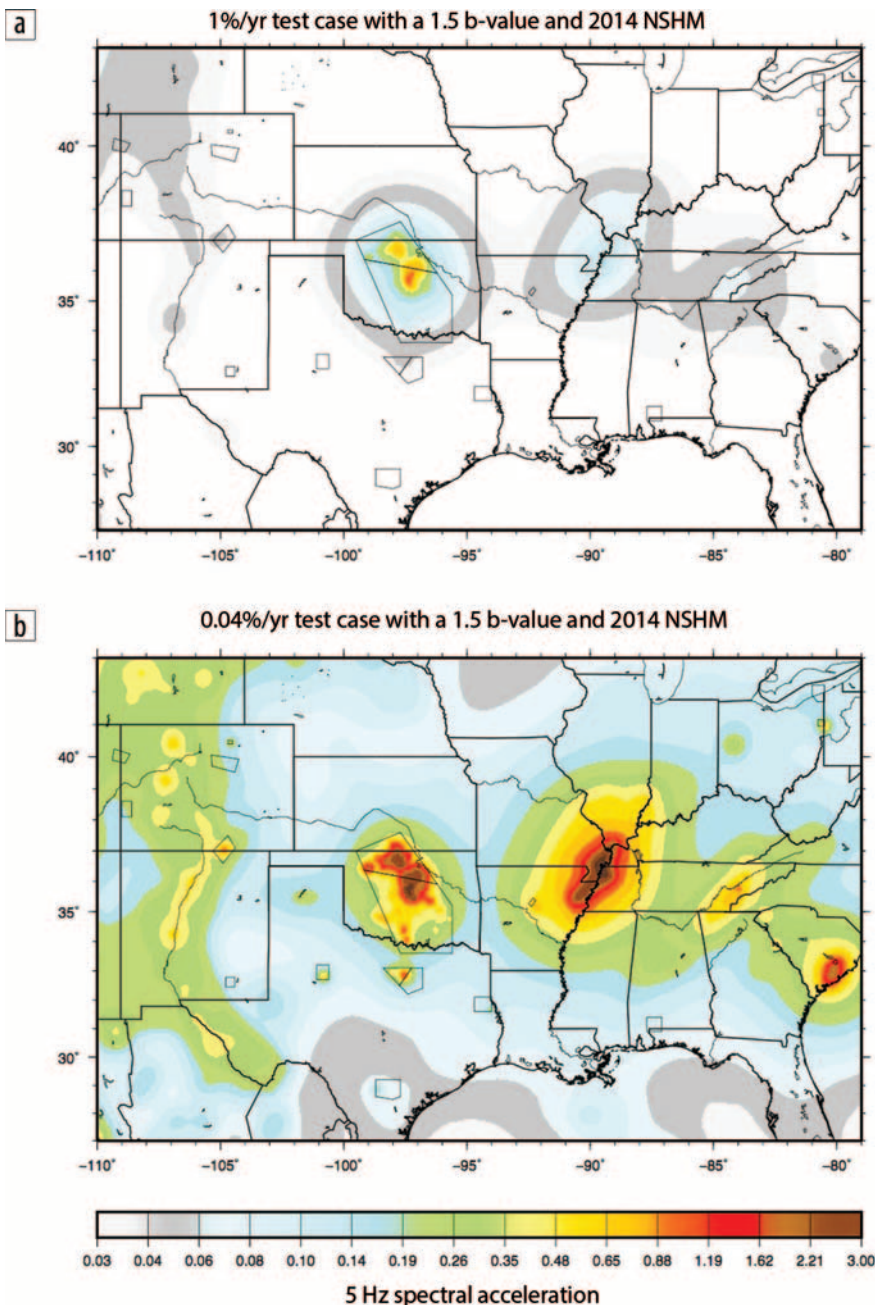 a
1%/yr test case with a 1.5 b-value and 2014 NSHM
40˚
35˚
30˚
-110˚ -105˚ -100˚ -95˚ -90˚ -85˚ -80˚
b
0.04%/yr test case with a 1.5 b-value and 2014 NSHM
40˚
35˚
30˚
-110˚ -105˚ -100˚ -95˚ -90˚ -85˚ -80˚
0.03 0.04 0.06 0.08 0.10 0.14 0.19 0.26 0.35 0.48 0.65 0.88 1.19 1.62 2.21 3.00
5 Hz spectral acceleration